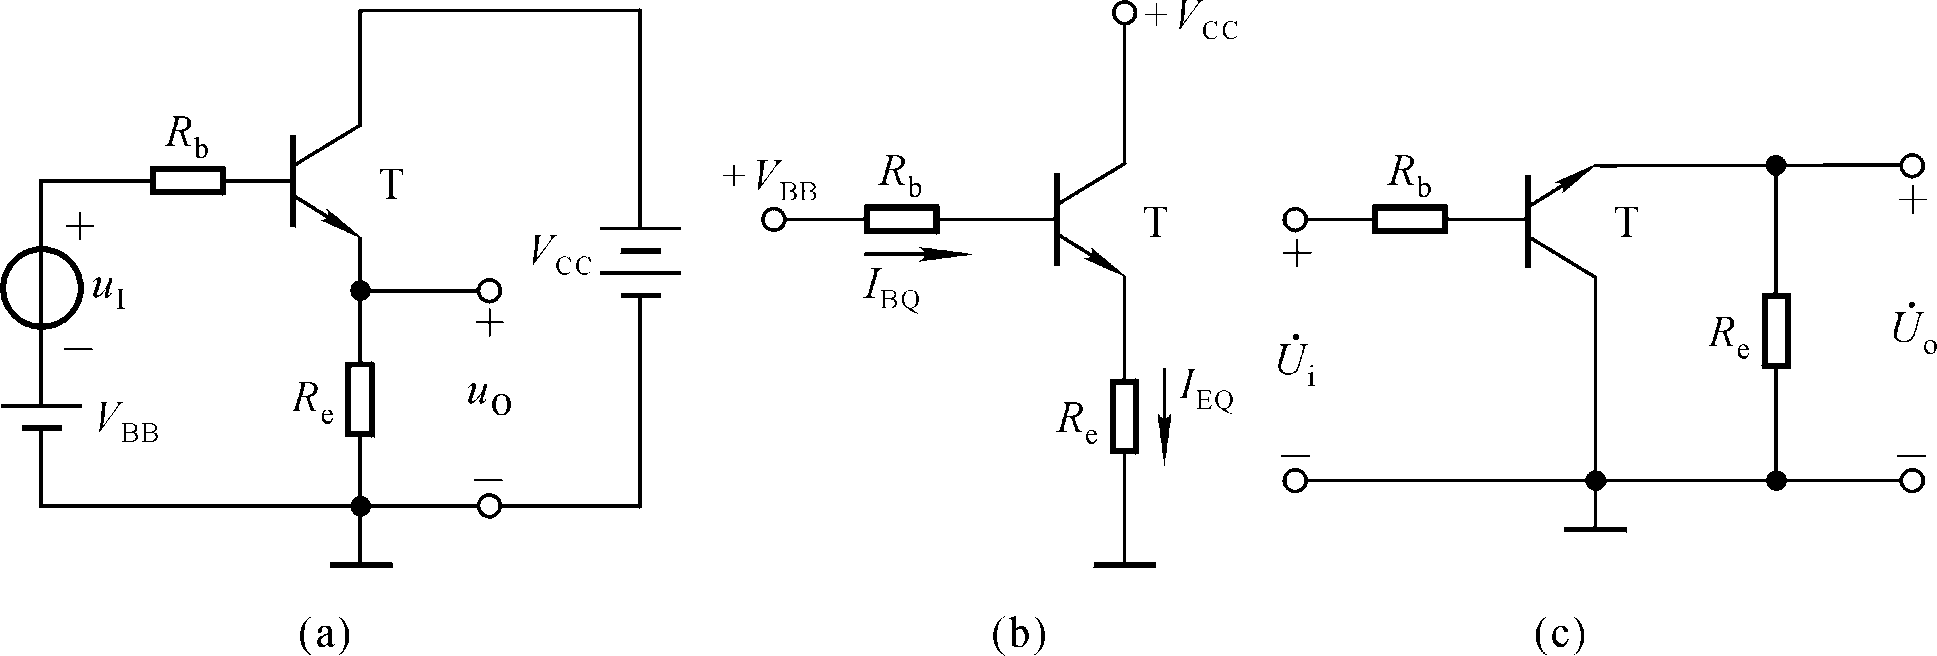 R_b
T
+
u_I
−
V_BB
V_CC
+
R_e
u_O
−
(a)
+V_CC
+V_BB
R_b
T
I_BQ
R_e
I_EQ
(b)
R_b
T
+
+
U̇_i
R_e
U̇_o
−
−
(c)